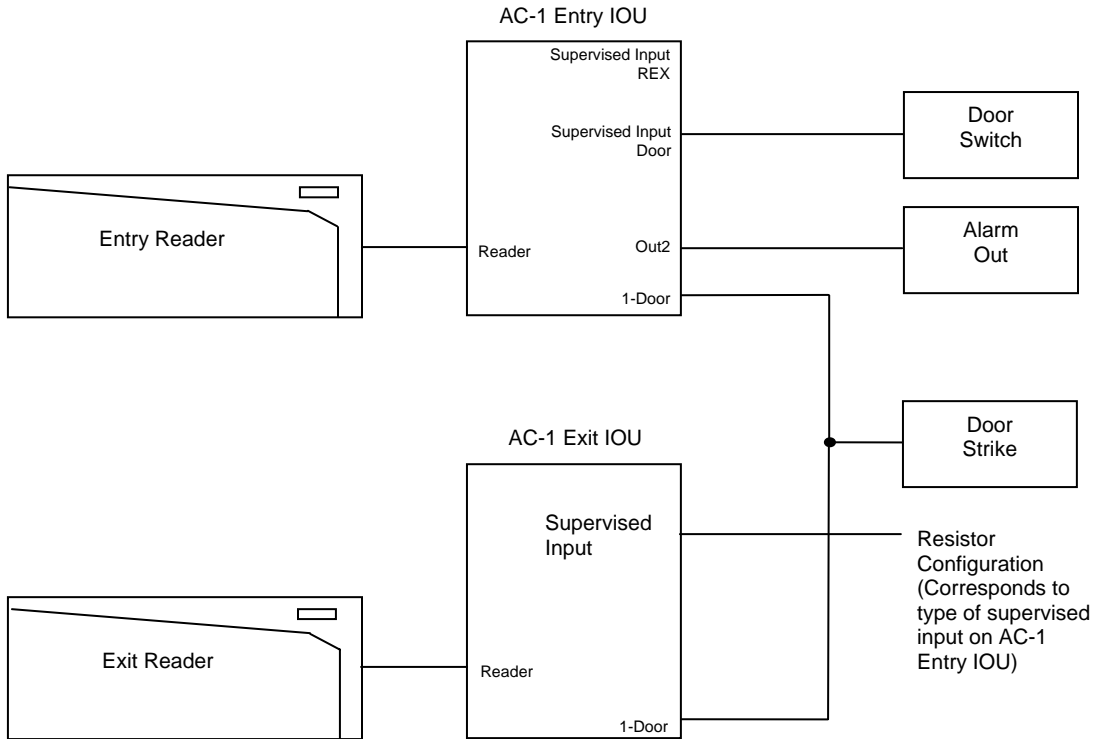 AC-1 Entry IOU
Supervised Input
REX
Supervised Input
Door
Door
Switch
Entry Reader
Reader
Out2
Alarm
Out
1-Door
AC-1 Exit IOU
Door
Strike
Supervised
Input
Resistor
Configuration
(Corresponds to
type of supervised
input on AC-1
Entry IOU)
Exit Reader
Reader
1-Door